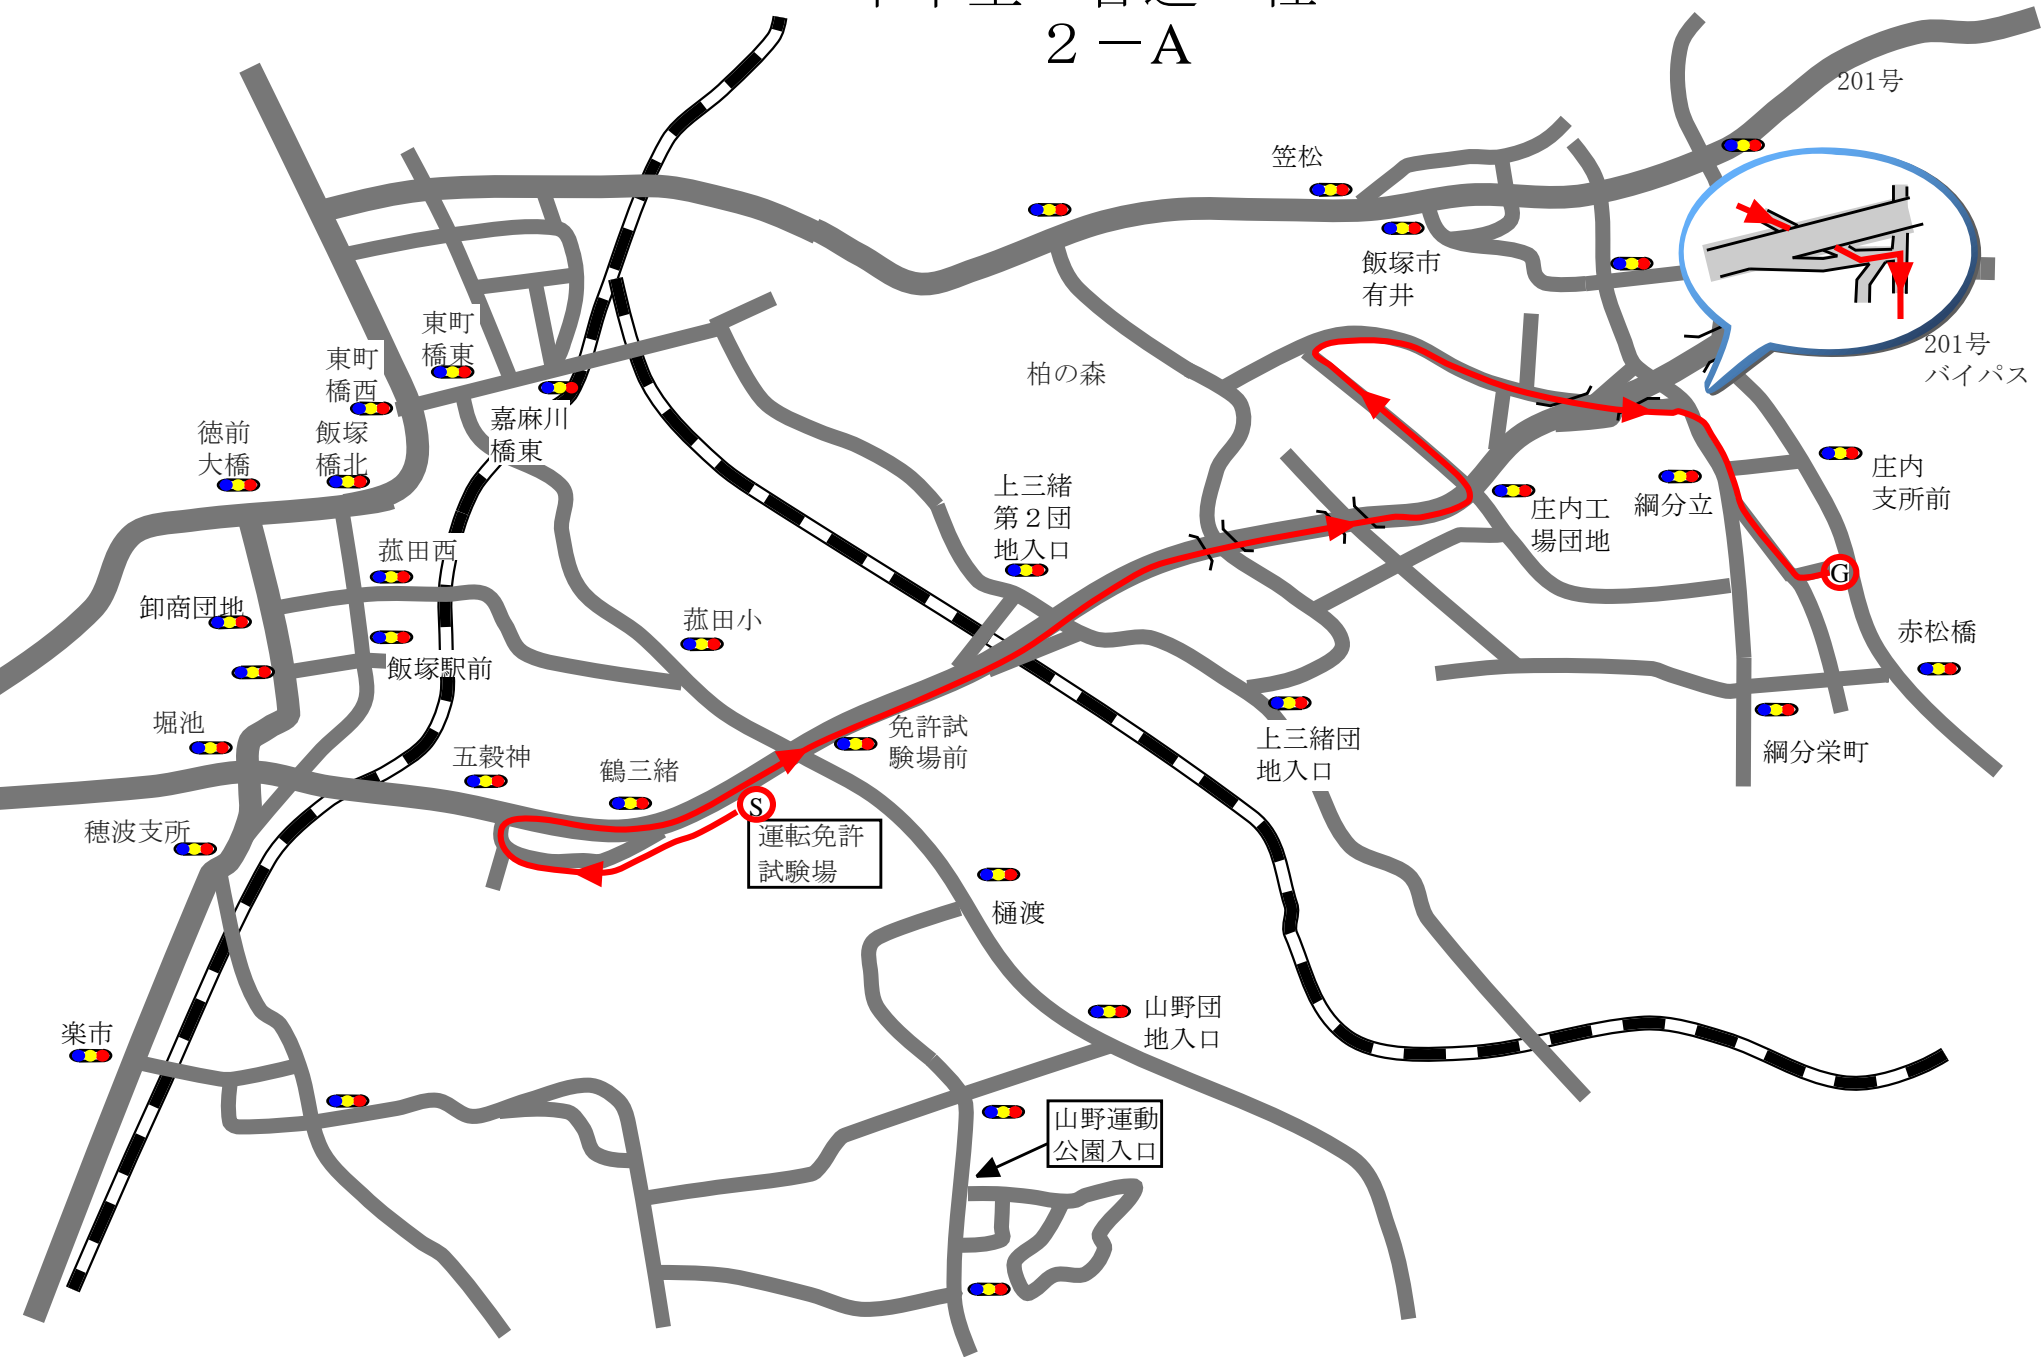 2-A
201号
笠松
飯塚市
有井
201号
バイパス
東町
橋東
東町
橋西
柏の森
嘉麻川
橋東
徳前
大橋
飯塚
橋北
庄内
支所前
上三緒
第2団
地入口
綱分立
庄内工
場団地
菰田西
G
卸商団地
菰田小
赤松橋
飯塚駅前
堀池
免許試
験場前
上三緒団
地入口
綱分栄町
五穀神
鶴三緒
S
穂波支所
運転免許
試験場
樋渡
山野団
地入口
楽市
山野運動
公園入口